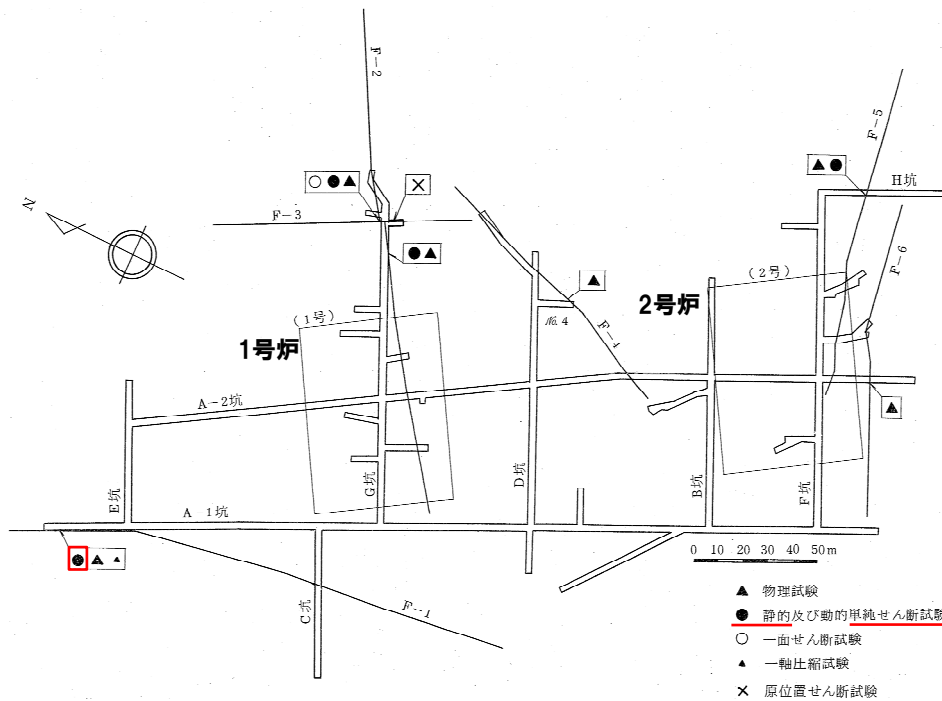 F-2
F-5
H坑
F-3
N
F-6
(2号)
2号炉
№4
(1号)
F-4
1号炉
A-2坑
E坑
G坑
D坑
B坑
F坑
A-1坑
0 10 20 30 40 50m
C坑
F-1
▲ 物理試験
● 静的及び動的単純せん断試験
○ 一面せん断試験
▲ 一軸圧縮試験
× 原位置せん断試験